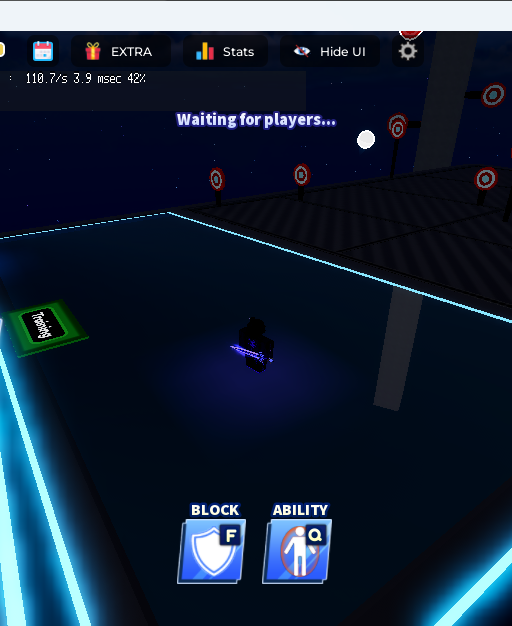 EXTRA
Stats
Hide UI
: 110.7/s 3.9 msec 42%
Waiting for players...
Training
BLOCK
ABILITY
F
Q